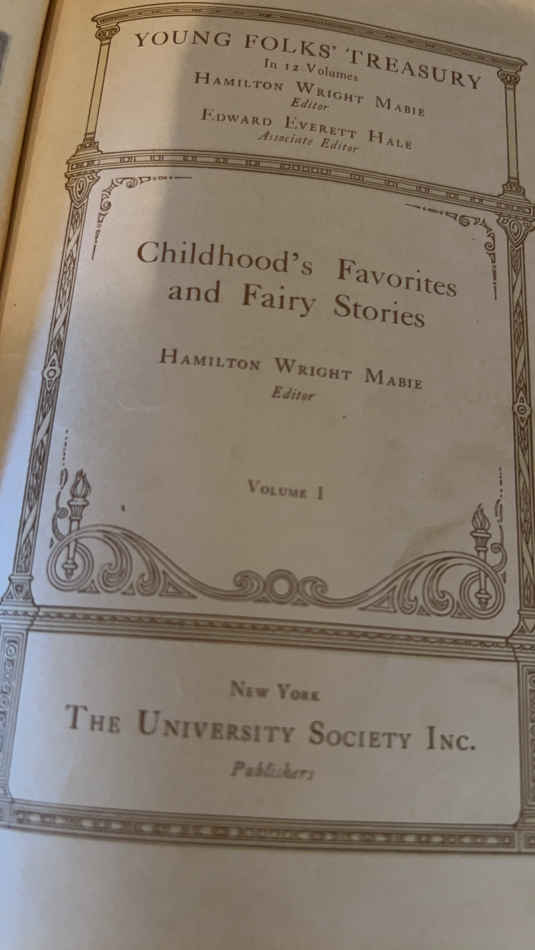 YOUNG FOLKS' TREASURY
In 12 Volumes
HAMILTON WRIGHT MABIE
Editor
EDWARD EVERETT HALE
Associate Editor
Childhood's Favorites
and Fairy Stories
HAMILTON WRIGHT MABIE
Editor
VOLUME I
NEW YORK
THE UNIVERSITY SOCIETY INC.
Publishers